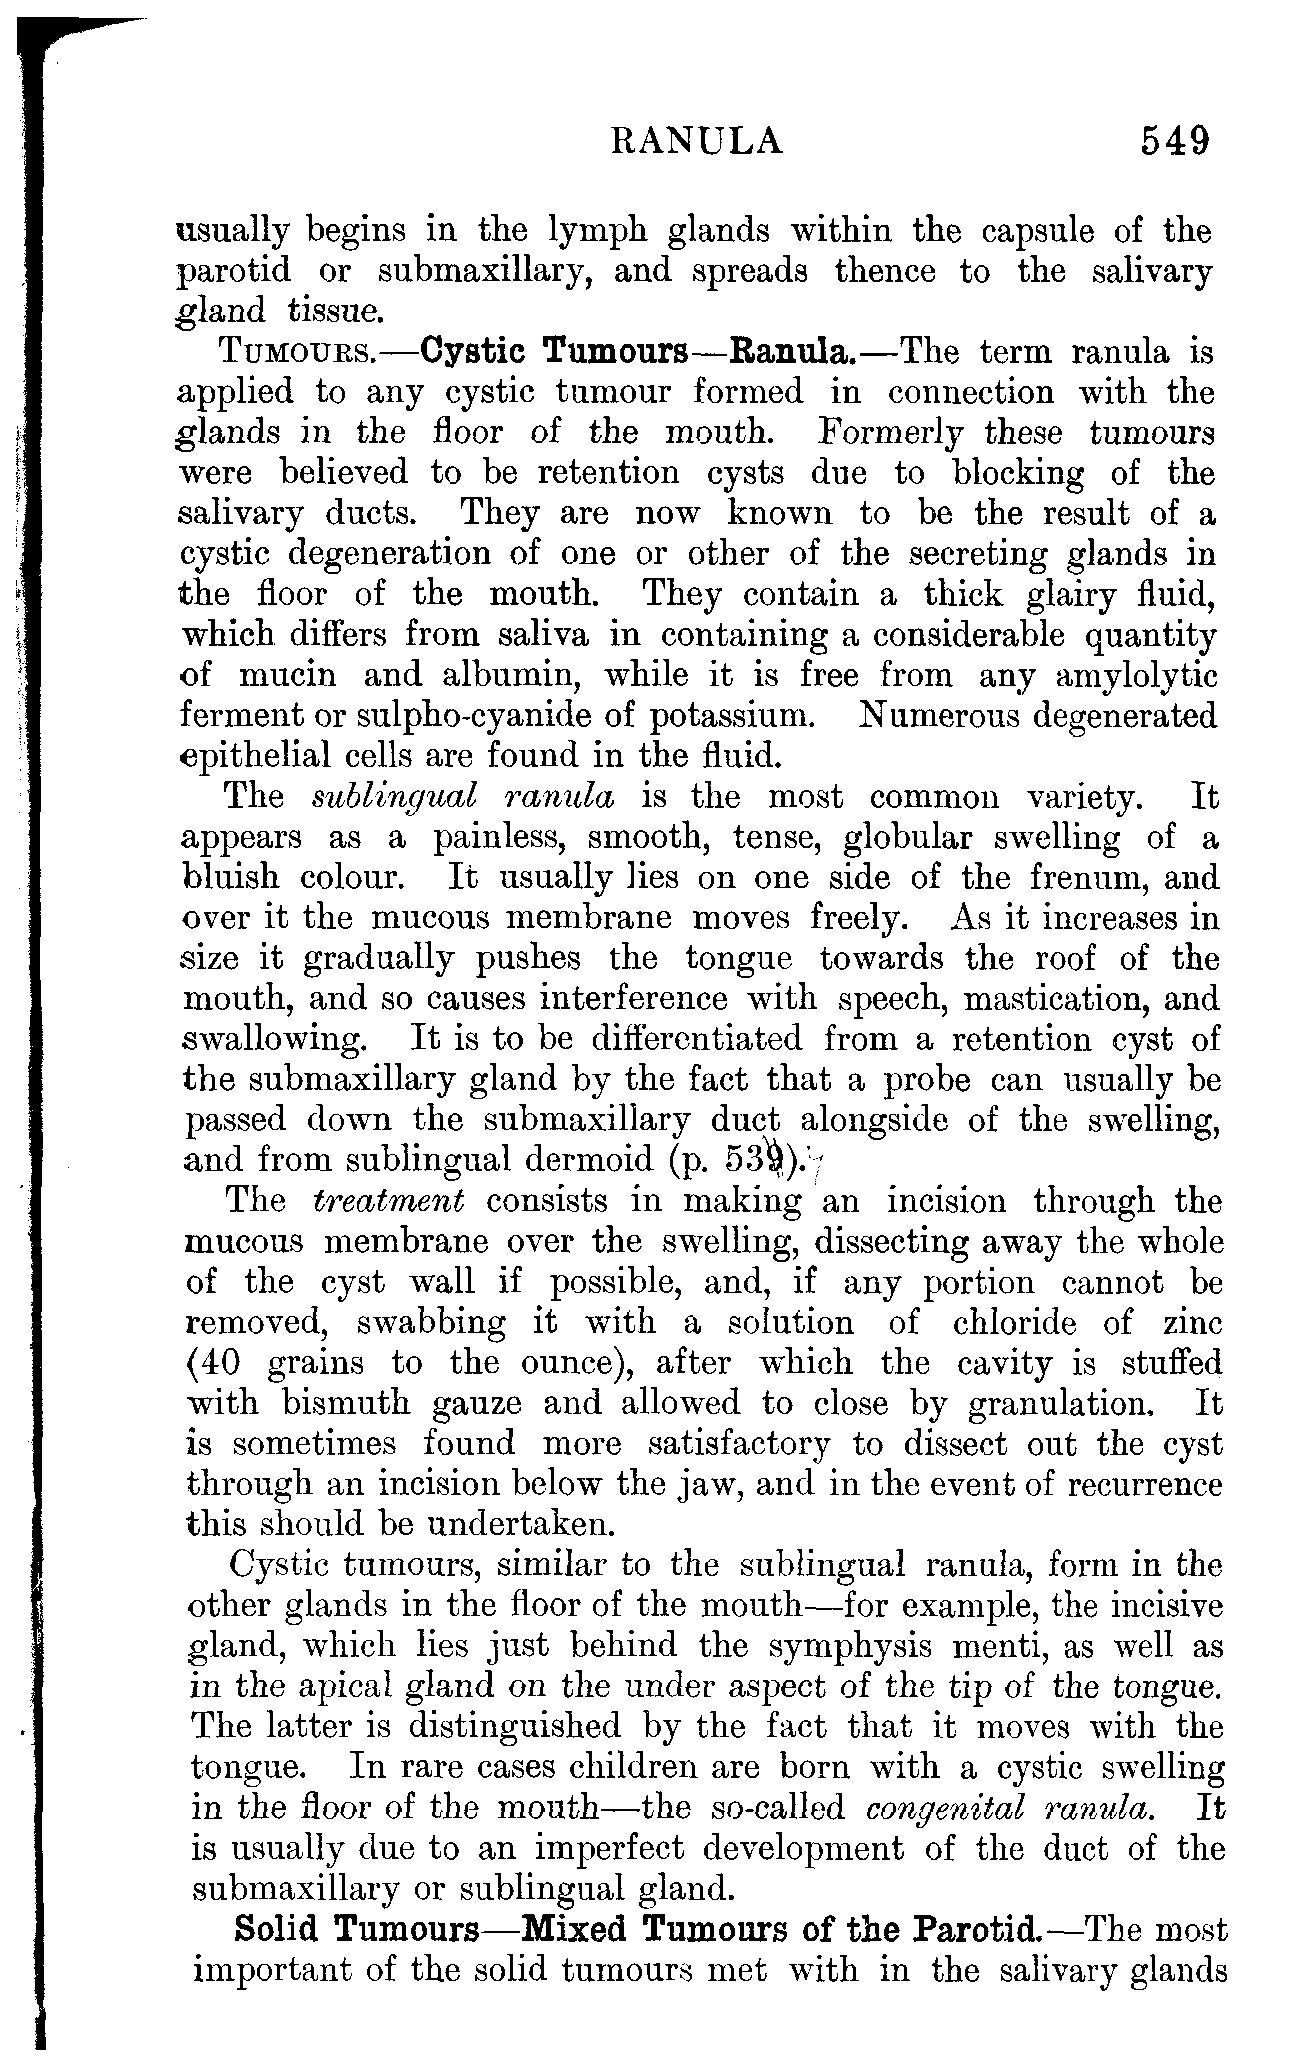 RANULA 549
usually begins in the lymph glands within the capsule of the
parotid or submaxillary, and spreads thence to the salivary
gland tissue.
TUMOURS.—Cystic Tumours—Ranula.—The term ranula is
applied to any cystic tumour formed in connection with the
glands in the floor of the mouth. Formerly these tumours
were believed to be retention cysts due to blocking of the
salivary ducts. They are now known to be the result of a
cystic degeneration of one or other of the secreting glands in
the floor of the mouth. They contain a thick glairy fluid,
which differs from saliva in containing a considerable quantity
of mucin and albumin, while it is free from any amylolytic
ferment or sulpho-cyanide of potassium. Numerous degenerated
epithelial cells are found in the fluid.
The sublingual ranula is the most common variety. It
appears as a painless, smooth, tense, globular swelling of a
bluish colour. It usually lies on one side of the frenum, and
over it the mucous membrane moves freely. As it increases in
size it gradually pushes the tongue towards the roof of the
mouth, and so causes interference with speech, mastication, and
swallowing. It is to be differentiated from a retention cyst of
the submaxillary gland by the fact that a probe can usually be
passed down the submaxillary duct alongside of the swelling,
and from sublingual dermoid (p. 539).
The treatment consists in making an incision through the
mucous membrane over the swelling, dissecting away the whole
of the cyst wall if possible, and, if any portion cannot be
removed, swabbing it with a solution of chloride of zinc
(40 grains to the ounce), after which the cavity is stuffed
with bismuth gauze and allowed to close by granulation. It
is sometimes found more satisfactory to dissect out the cyst
through an incision below the jaw, and in the event of recurrence
this should be undertaken.
Cystic tumours, similar to the sublingual ranula, form in the
other glands in the floor of the mouth—for example, the incisive
gland, which lies just behind the symphysis menti, as well as
in the apical gland on the under aspect of the tip of the tongue.
The latter is distinguished by the fact that it moves with the
tongue. In rare cases children are born with a cystic swelling
in the floor of the mouth—the so-called congenital ranula. It
is usually due to an imperfect development of the duct of the
submaxillary or sublingual gland.
Solid Tumours—Mixed Tumours of the Parotid.—The most
important of the solid tumours met with in the salivary glands